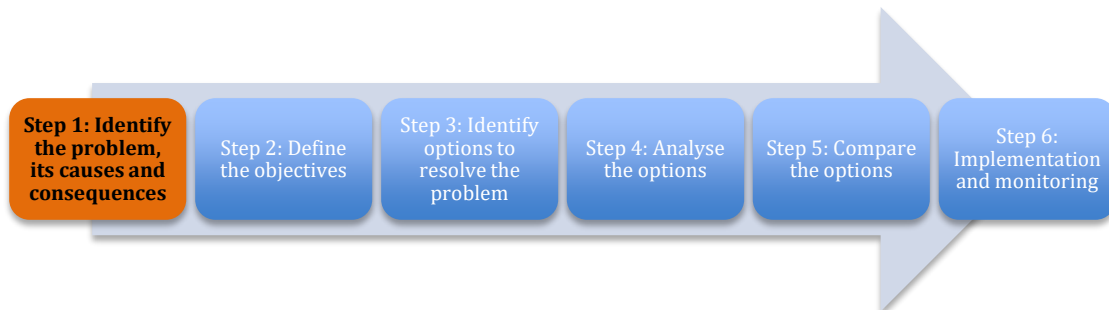 Step 1: Identify
the problem,
its causes and
consequences
Step 2: Define
the objectives
Step 3: Identify
options to
resolve the
problem
Step 4: Analyse
the options
Step 5: Compare
the options
Step 6:
Implementation
and monitoring